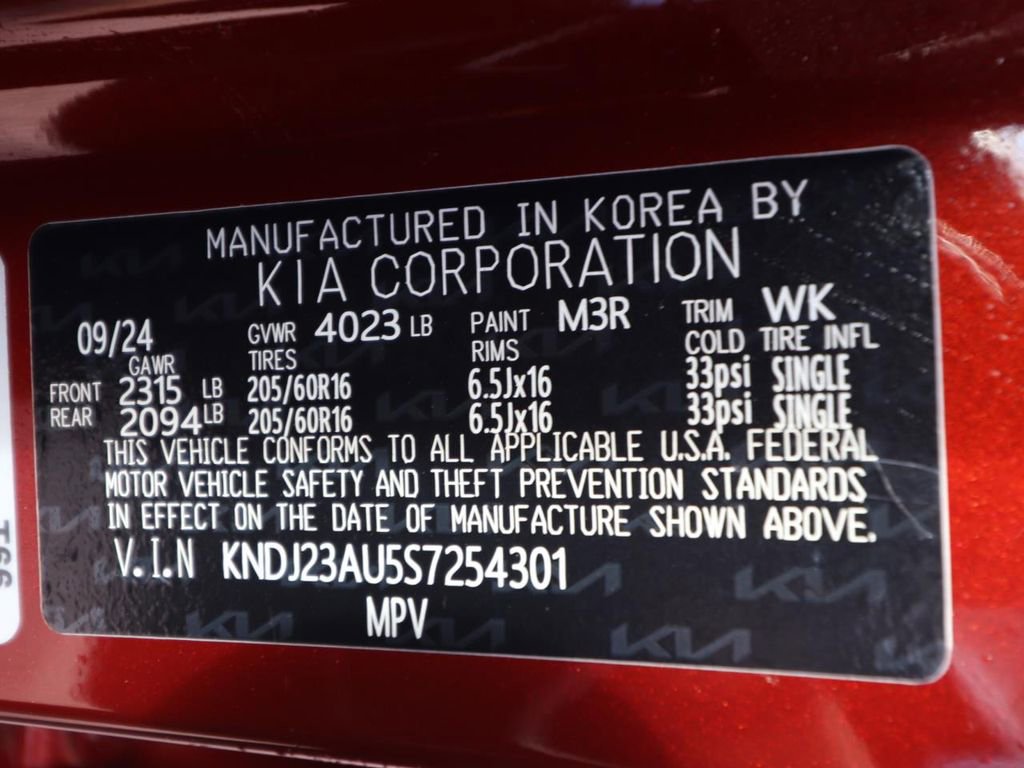 MANUFACTURED IN KOREA BY
KIA CORPORATION
09/24 GVWR 4023 LB PAINT M3R TRIM WK
GAWR TIRES RIMS COLD TIRE INFL
FRONT 2315 LB 205/60R16 6.5Jx16 33psi SINGLE
REAR 2094 LB 205/60R16 6.5Jx16 33psi SINGLE
THIS VEHICLE CONFORMS TO ALL APPLICABLE U.S.A. FEDERAL
MOTOR VEHICLE SAFETY AND THEFT PREVENTION STANDARDS
IN EFFECT ON THE DATE OF MANUFACTURE SHOWN ABOVE.
V.I.N KNDJ23AU5S7254301
MPV